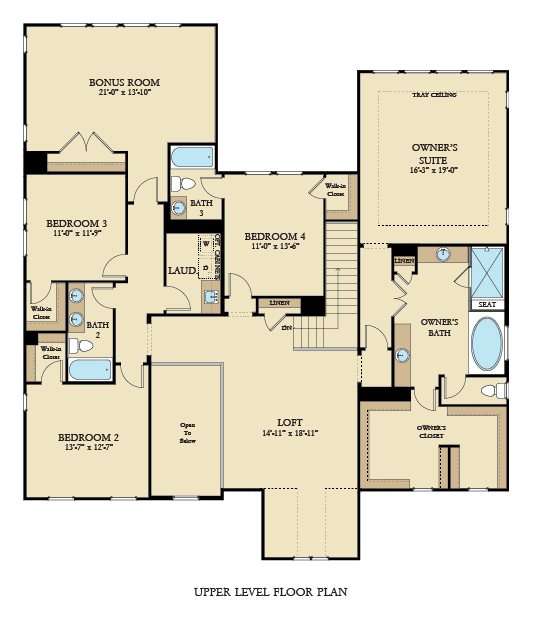 BONUS ROOM
21'-0" x 13'-10"
TRAY CEILING
OWNER'S
SUITE
16'-3" x 19'-0"
BATH
3
Walk-in
Closet
BEDROOM 3
11'-0" x 11'-9"
BEDROOM 4
11'-0" x 13'-6"
W
D
OPT. CABINETS
LAUD.
LINEN
LINEN
SEAT
Walk-in
Closet
BATH
2
DN
OWNER'S
BATH
Walk-in
Closet
BEDROOM 2
13'-7" x 12'-7"
Open
To
Below
LOFT
14'-11" x 18'-11"
OWNER'S
CLOSET
UPPER LEVEL FLOOR PLAN